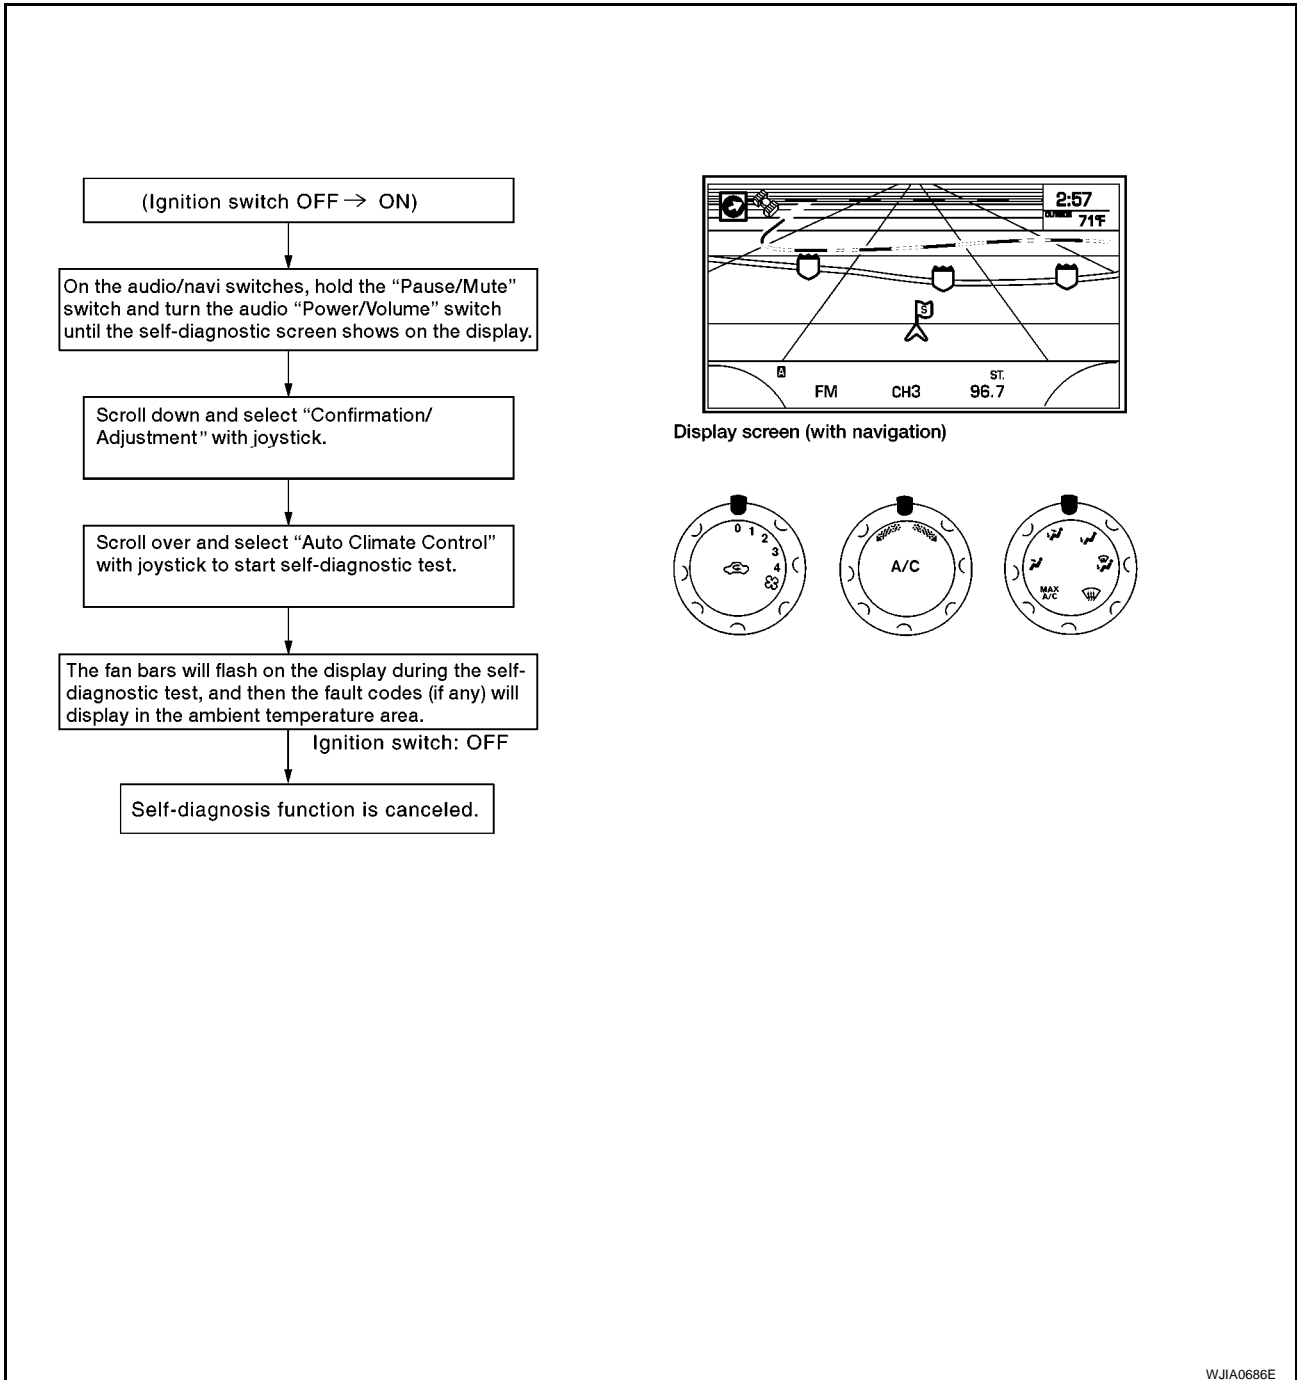 (Ignition switch OFF → ON)
On the audio/navi switches, hold the “Pause/Mute”
switch and turn the audio “Power/Volume” switch
until the self-diagnostic screen shows on the display.
Scroll down and select “Confirmation/
Adjustment” with joystick.
Scroll over and select “Auto Climate Control”
with joystick to start self-diagnostic test.
The fan bars will flash on the display during the self-
diagnostic test, and then the fault codes (if any) will
display in the ambient temperature area.
Ignition switch: OFF
Self-diagnosis function is canceled.
2:57
OUTSIDE
71°F
S
A
ST.
FM CH3 96.7
Display screen (with navigation)
0 1 2 3 4
A/C
MAX
A/C
WJIA0686E